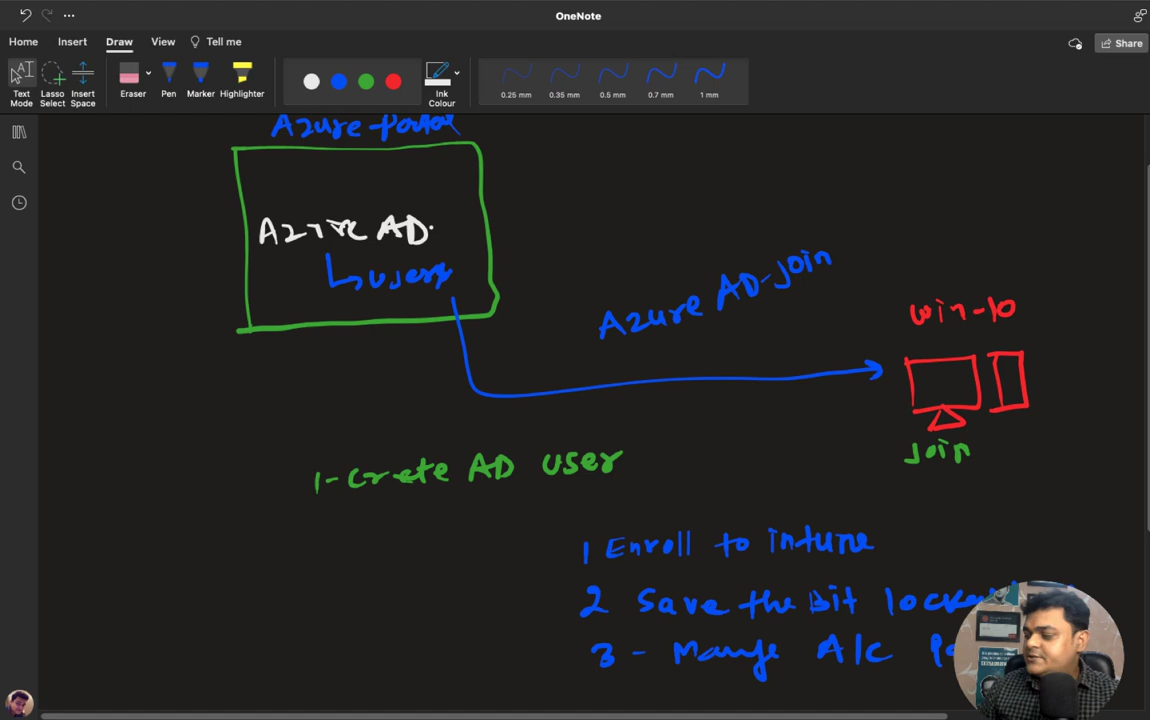 OneNote
Home Insert Draw View Tell me
Share
Text Mode
Lasso Select
Insert Space
Eraser
Pen
Marker
Highlighter
Ink Colour
0.25 mm 0.35 mm 0.5 mm 0.7 mm 1 mm
Azure Portal
Azure AD
users
Azure AD-join
win-10
Join
1-Crete AD user
1 Enroll to intune
2 Save the Bit locker
3 - Mange A/C